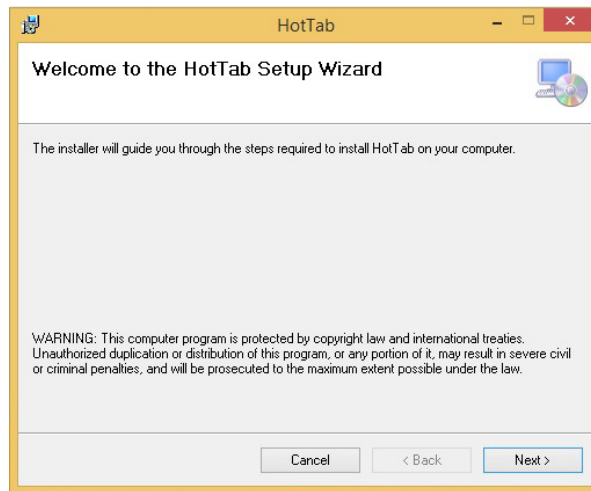 HotTab
Welcome to the HotTab Setup Wizard
The installer will guide you through the steps required to install HotTab on your computer.
WARNING: This computer program is protected by copyright law and international treaties.
Unauthorized duplication or distribution of this program, or any portion of it, may result in severe civil
or criminal penalties, and will be prosecuted to the maximum extent possible under the law.
Cancel
< Back
Next >